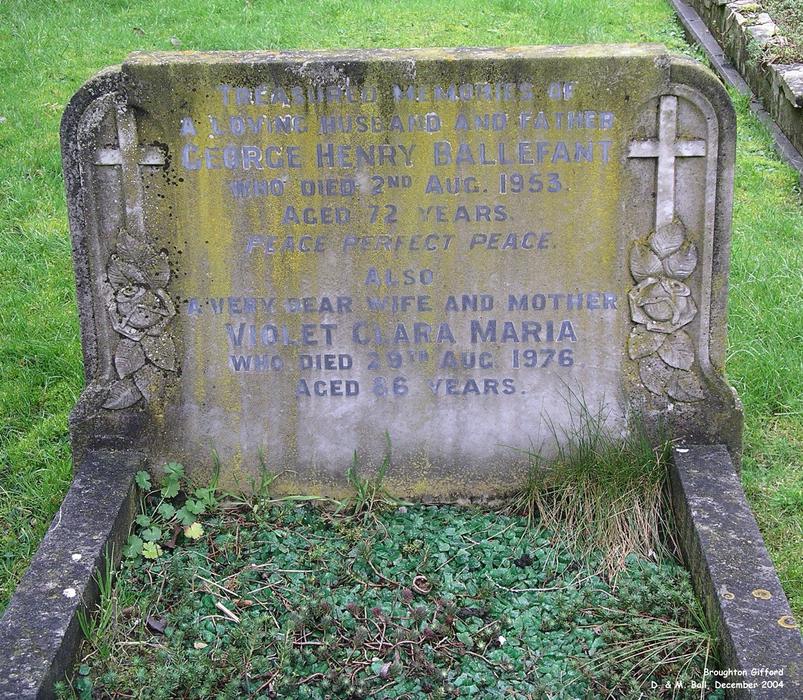 TREASURED MEMORIES OF
A LOVING HUSBAND AND FATHER
GEORGE HENRY BALLEFANT
WHO DIED 2ND AUG. 1953.
AGED 72 YEARS.
PEACE PERFECT PEACE.
ALSO
A VERY DEAR WIFE AND MOTHER
VIOLET CLARA MARIA
WHO DIED 29TH AUG 1976
AGED 86 YEARS.
Broughton Gifford
D. & M. Ball, December 2004